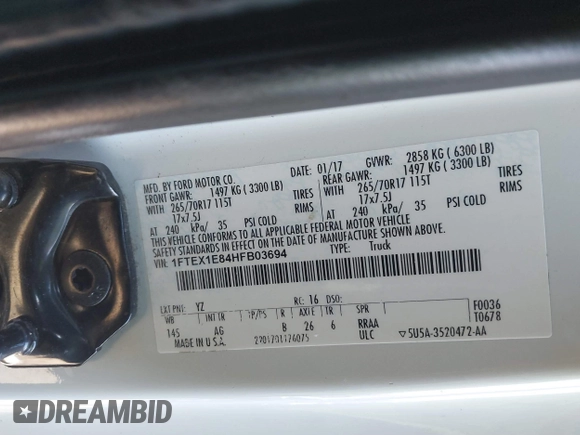 MFD. BY FORD MOTOR CO.
DATE: 01/17 GVWR: 2858 KG ( 6300 LB)
FRONT GAWR: 1497 KG ( 3300 LB)
REAR GAWR: 1497 KG ( 3300 LB)
WITH 265/70R17 115T TIRES
WITH 265/70R17 115T TIRES
17x7.5J RIMS
17x7.5J RIMS
AT 240 kPa/ 35 PSI COLD
AT 240 kPa/ 35 PSI COLD
THIS VEHICLE CONFORMS TO ALL APPLICABLE FEDERAL MOTOR VEHICLE
SAFETY STANDARDS IN EFFECT ON THE DATE OF MANUFACTURE SHOWN ABOVE.
VIN: 1FTEX1E84HFB03694 TYPE: Truck
EXT PNT: YZ RC: 16 DSO: F0036
WB INT TR TP/PS R AXLE TR SPR T0678
145 AG B 26 6 RRAA
MADE IN U.S.A. ULC
▽5U5A-3520472-AA
DREAMBID